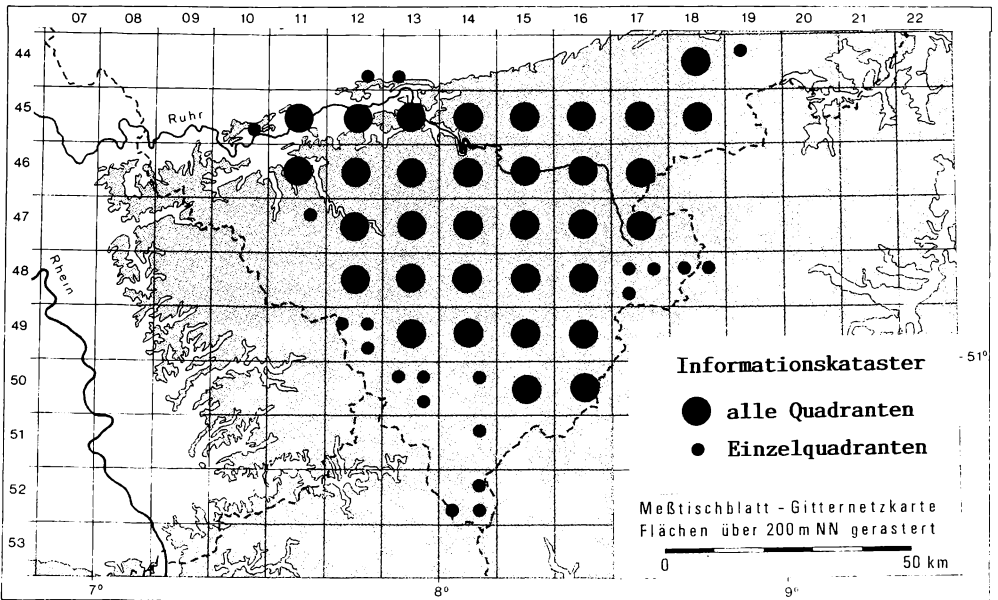 07 08 09 10 11 12 13 14 15 16 17 18 19 20 21 22
44
45
Ruhr
46
47
48
Rhein
49
50
51
52
53
51°
Informationskataster
alle Quadranten
Einzelquadranten
Meßtischblatt - Gitternetzkarte
Flächen über 200 m NN gerastert
0 50 km
7° 8° 9°